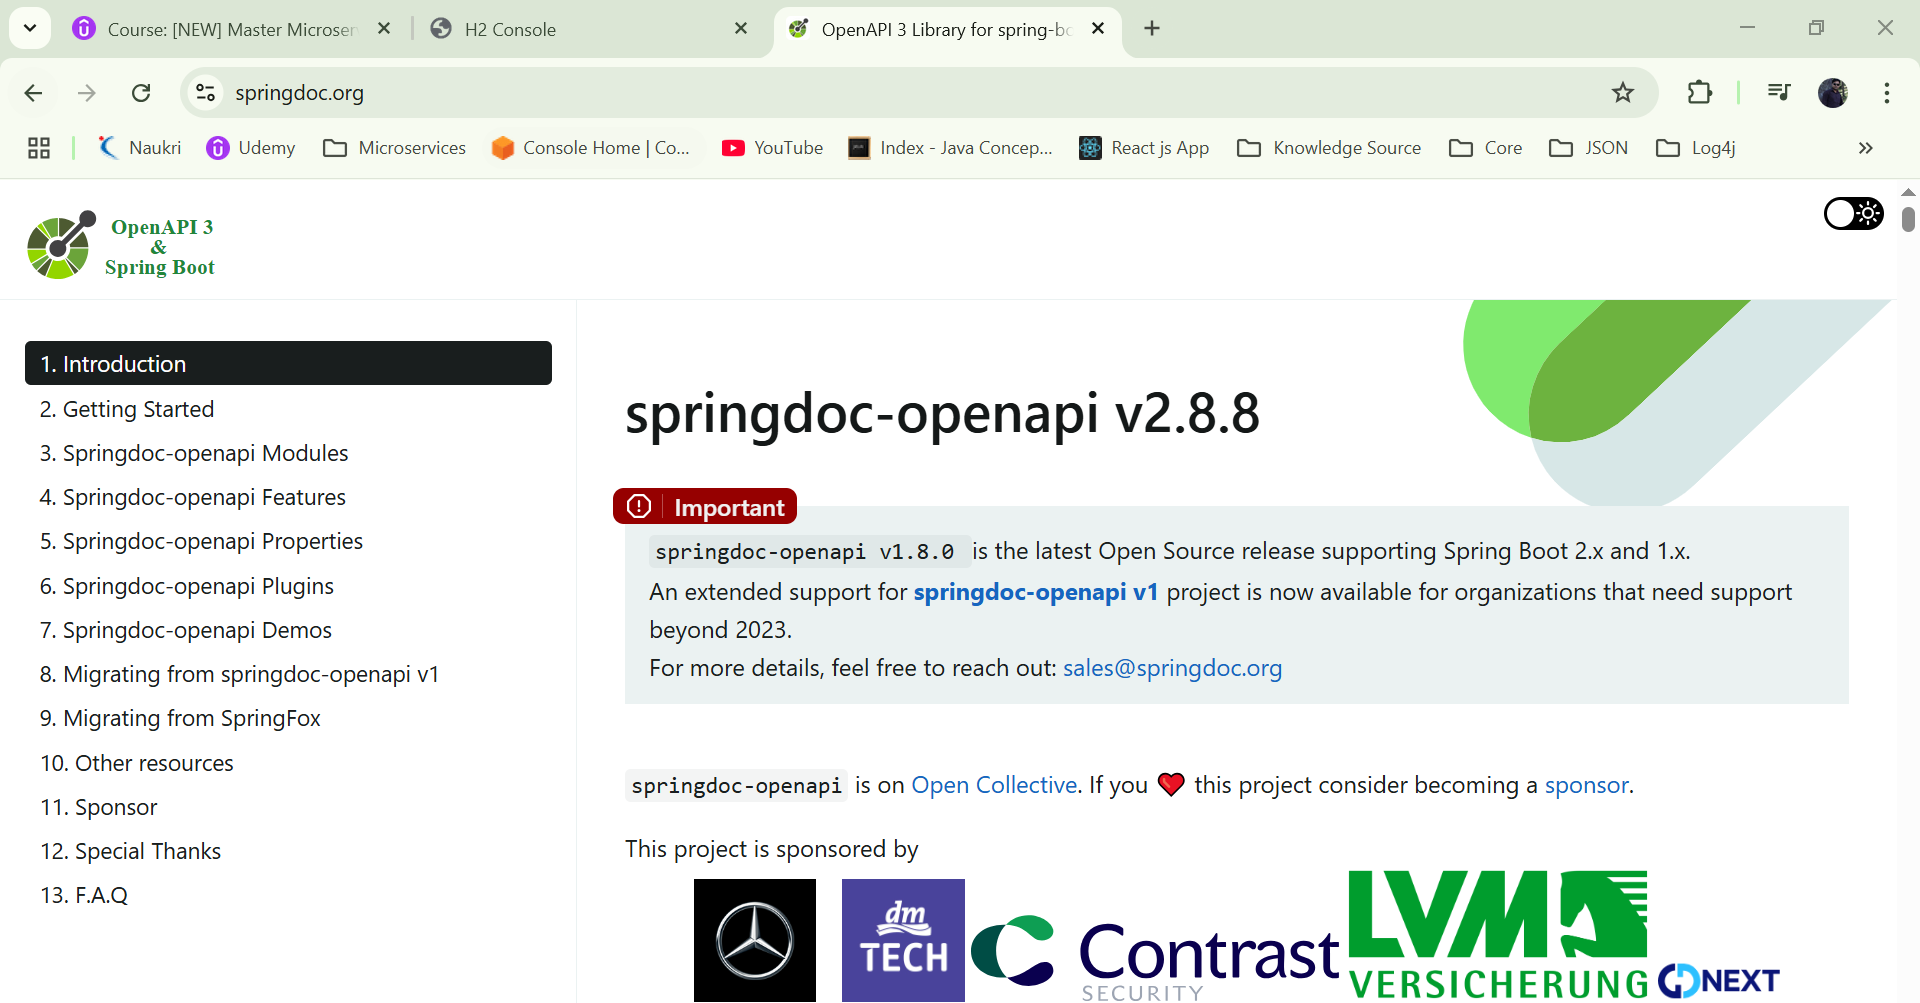 Course: [NEW] Master Microser
H2 Console
OpenAPI 3 Library for spring-bo
springdoc.org
Naukri
Udemy
Microservices
Console Home | Co...
YouTube
Index - Java Concep...
React js App
Knowledge Source
Core
JSON
Log4j
OpenAPI 3
&
Spring Boot
1. Introduction
2. Getting Started
3. Springdoc-openapi Modules
4. Springdoc-openapi Features
5. Springdoc-openapi Properties
6. Springdoc-openapi Plugins
7. Springdoc-openapi Demos
8. Migrating from springdoc-openapi v1
9. Migrating from SpringFox
10. Other resources
11. Sponsor
12. Special Thanks
13. F.A.Q
springdoc-openapi v2.8.8
Important
springdoc-openapi v1.8.0 is the latest Open Source release supporting Spring Boot 2.x and 1.x.
An extended support for springdoc-openapi v1 project is now available for organizations that need support
beyond 2023.
For more details, feel free to reach out: sales@springdoc.org
springdoc-openapi is on Open Collective. If you ❤ this project consider becoming a sponsor.
This project is sponsored by
dm
TECH
Contrast
SECURITY
LVM
VERSICHERUNG
NEXT